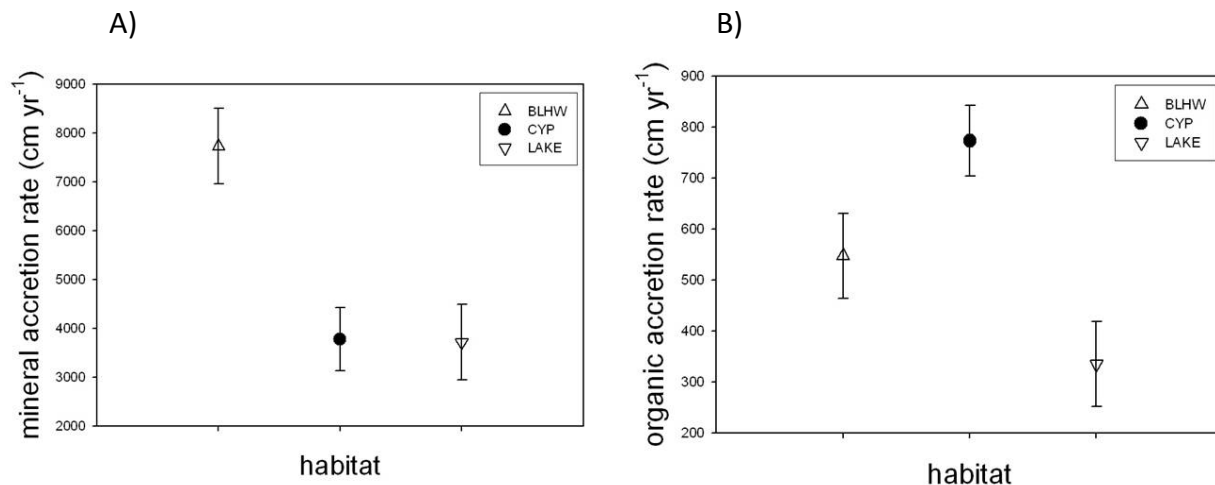 A)
mineral accretion rate (cm yr⁻¹)
9000
8000
7000
6000
5000
4000
3000
2000
BLHW
CYP
LAKE
habitat
B)
organic accretion rate (cm yr⁻¹)
900
800
700
600
500
400
300
200
BLHW
CYP
LAKE
habitat